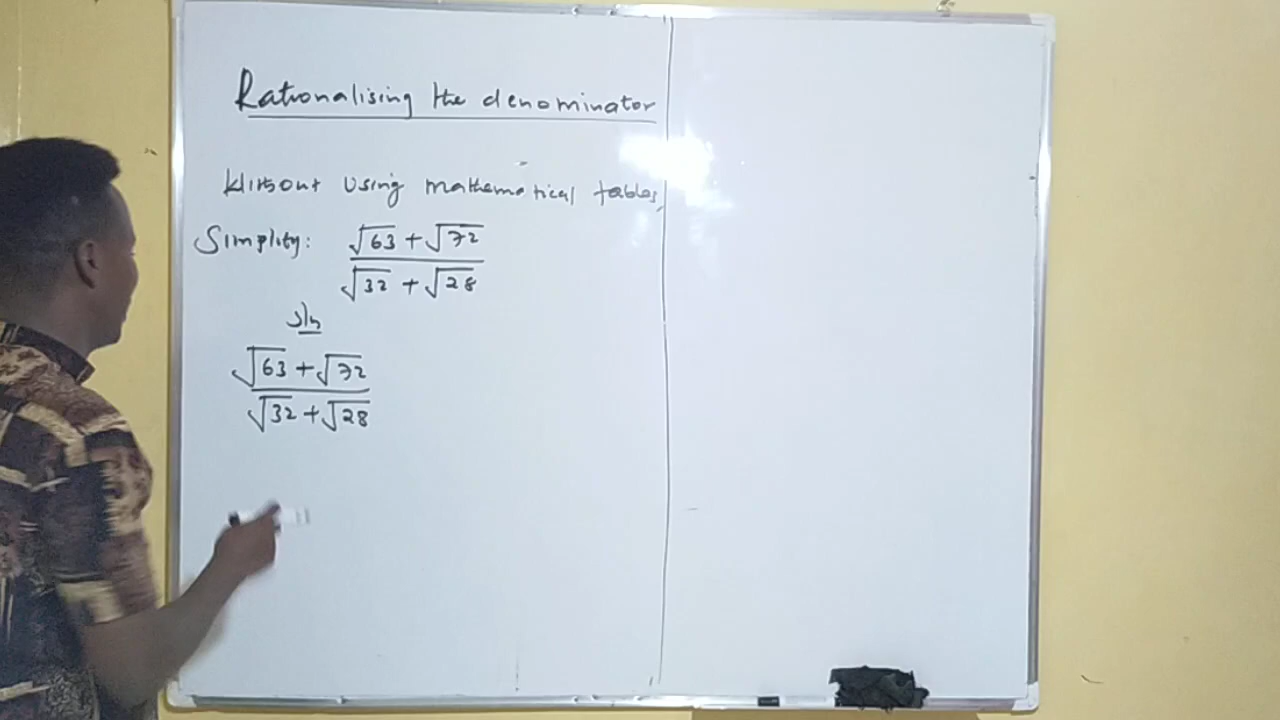 Rationalising the denominator
Without using mathematical tables,
Simplify: √63 + √72
√32 + √28
Sln
√63 + √72
√32 + √28